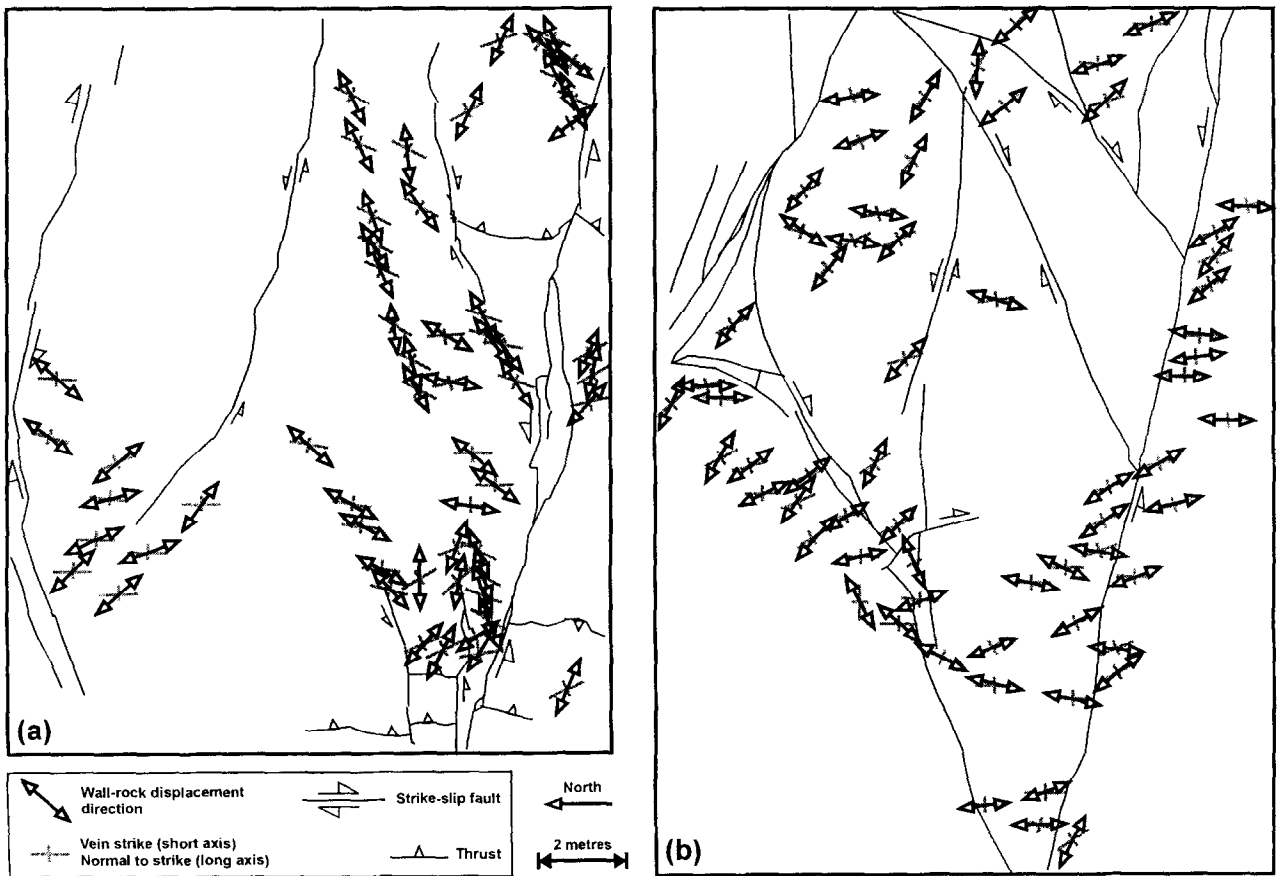 (a)
(b)
Wall-rock displacement
direction
Vein strike (short axis)
Normal to strike (long axis)
Strike-slip fault
Thrust
North
2 metres